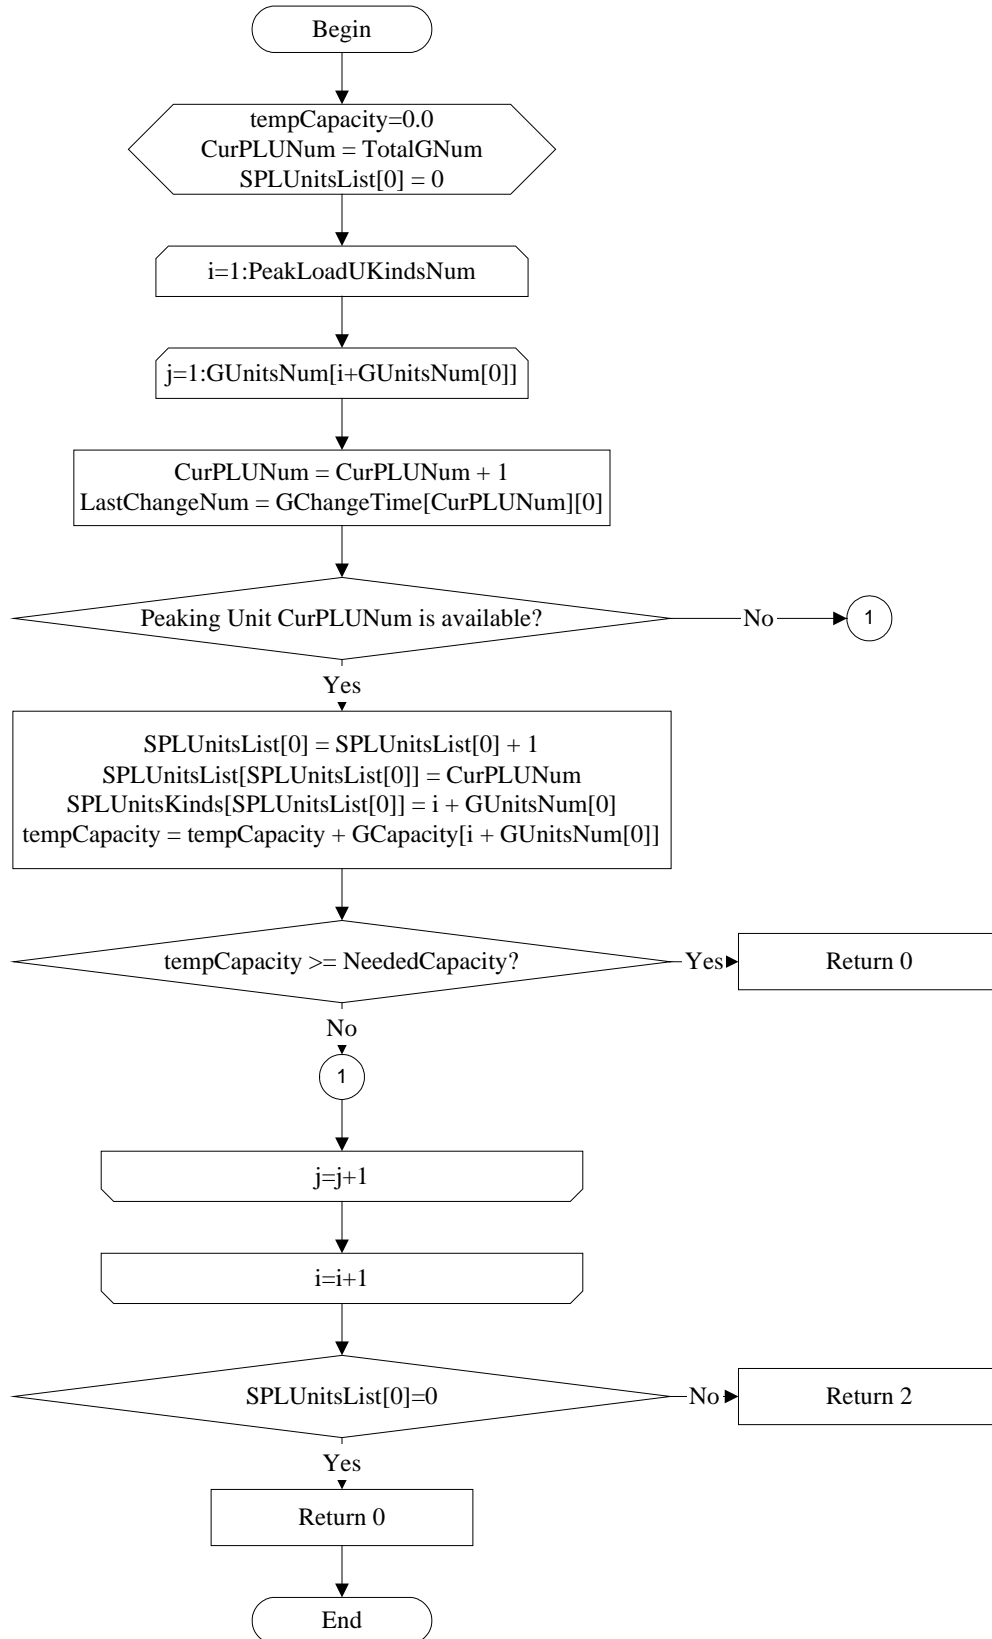 Begin
tempCapacity=0.0
CurPLUNum = TotalGNum
SPLUnitsList[0] = 0
i=1:PeakLoadUKindsNum
j=1:GUnitsNum[i+GUnitsNum[0]]
CurPLUNum = CurPLUNum + 1
LastChangeNum = GChangeTime[CurPLUNum][0]
Peaking Unit CurPLUNum is available?
No
1
Yes
SPLUnitsList[0] = SPLUnitsList[0] + 1
SPLUnitsList[SPLUnitsList[0]] = CurPLUNum
SPLUnitsKinds[SPLUnitsList[0]] = i + GUnitsNum[0]
tempCapacity = tempCapacity + GCapacity[i + GUnitsNum[0]]
tempCapacity >= NeededCapacity?
Yes
Return 0
No
1
j=j+1
i=i+1
SPLUnitsList[0]=0
No
Return 2
Yes
Return 0
End